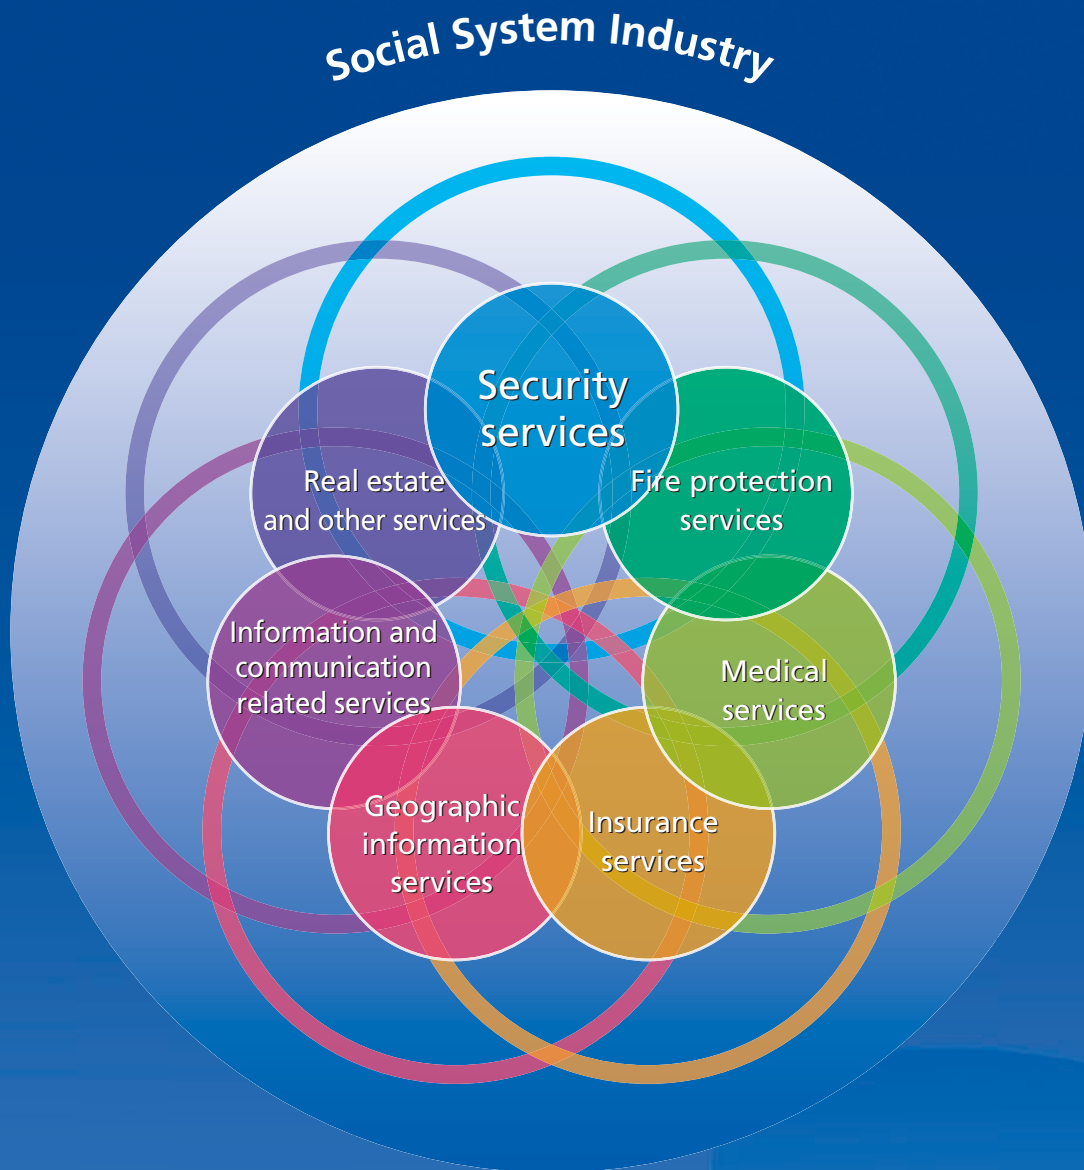 Social System Industry
Security
services
Real estate
and other services
Fire protection
services
Information and
communication
related services
Medical
services
Geographic
information
services
Insurance
services